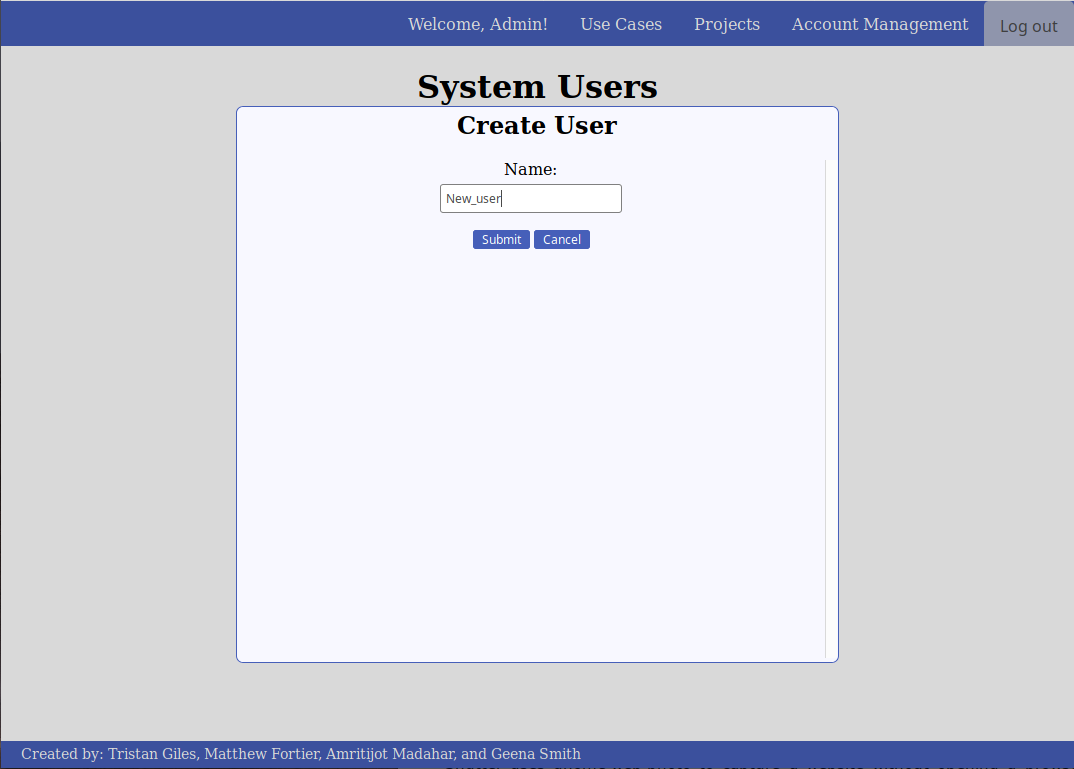 Welcome, Admin! Use Cases Projects Account Management Log out
System Users
Create User
Name:
New_user
Submit Cancel
Created by: Tristan Giles, Matthew Fortier, Amritijot Madahar, and Geena Smith